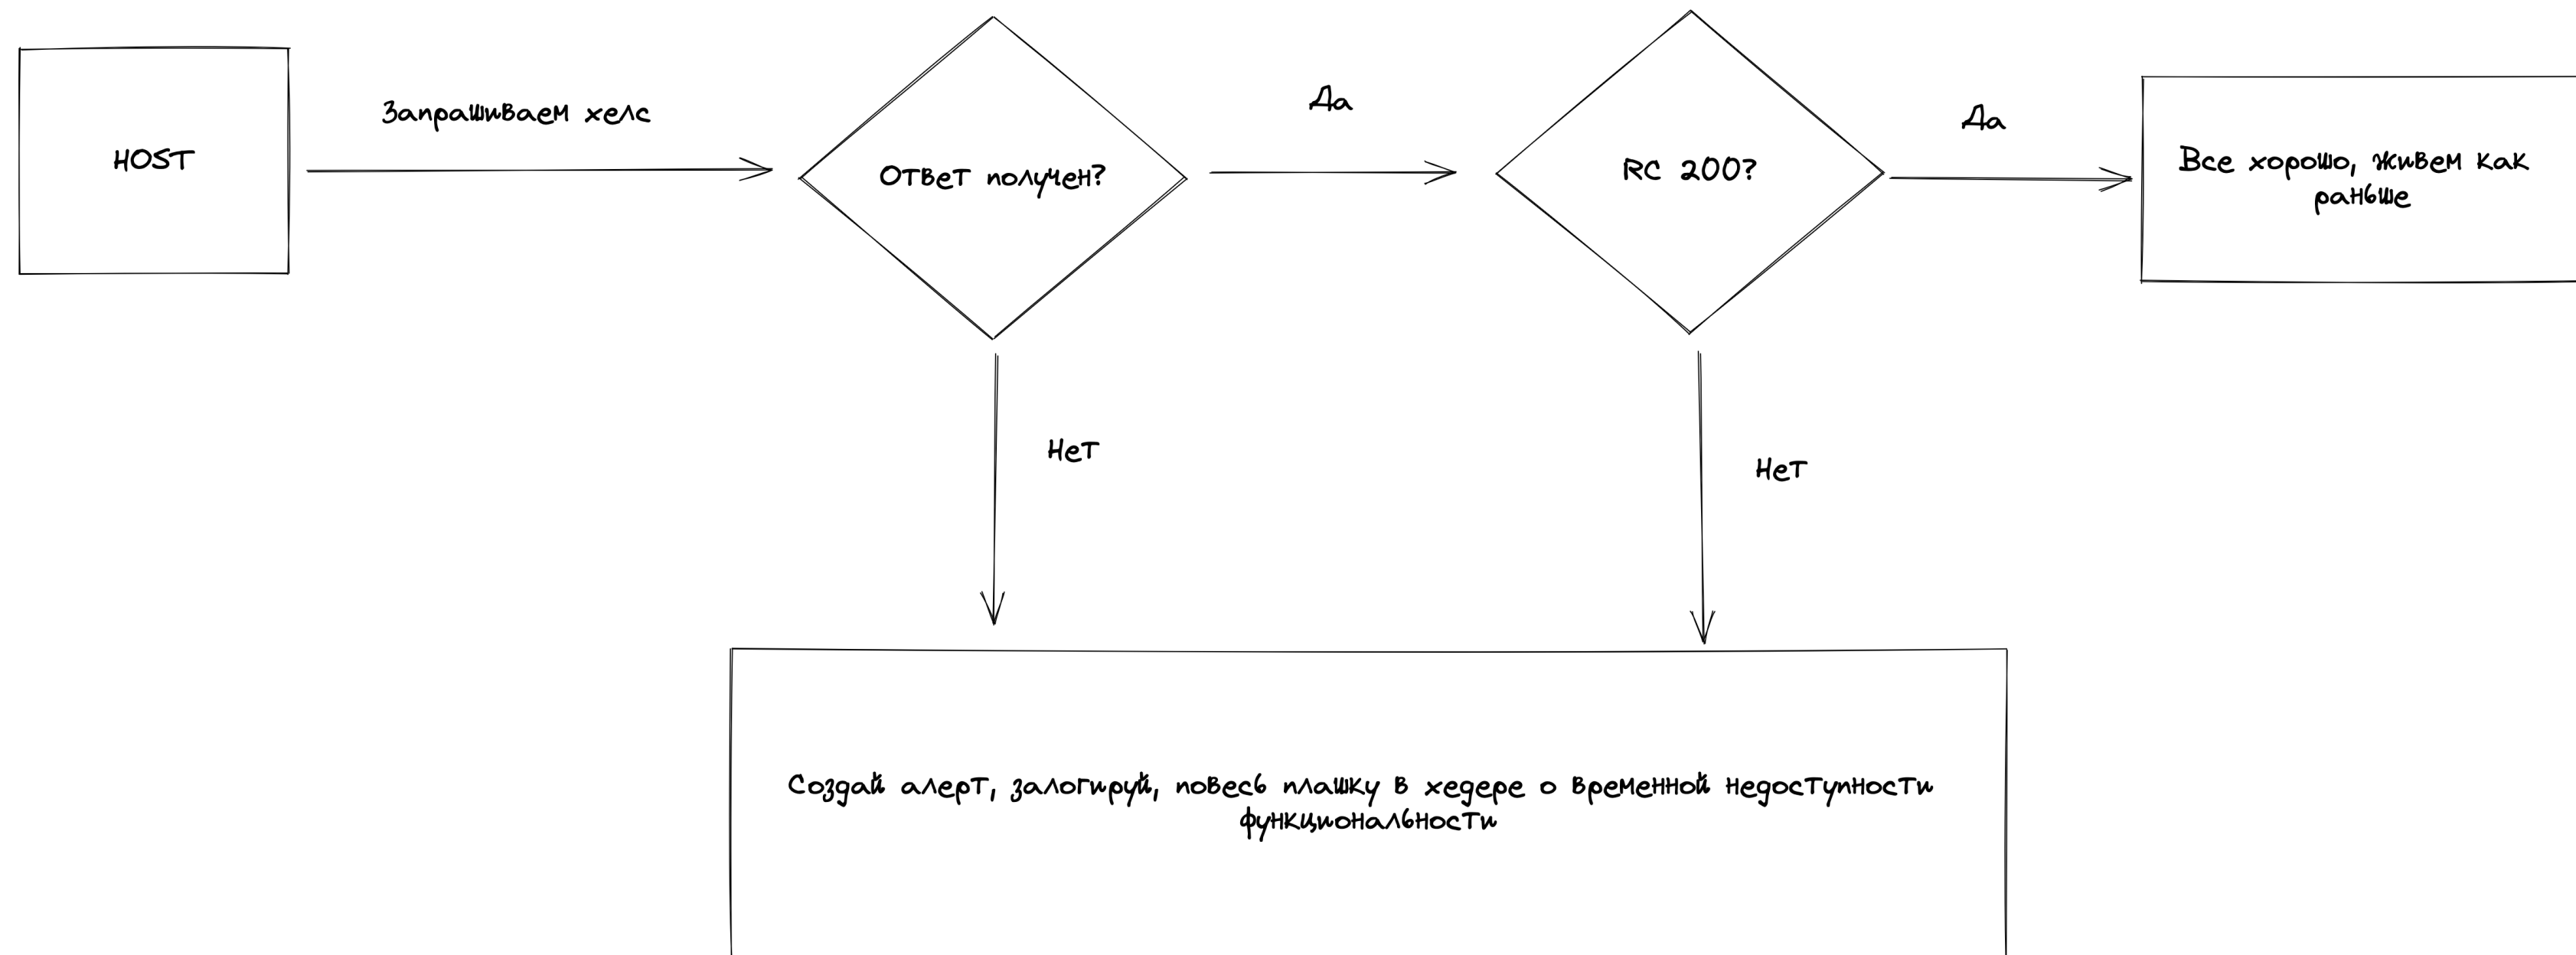 HOST
Запрашиваем хелс
Ответ получен?
Да
RC 200?
Да
Все хорошо, живем как
раньше
Нет
Нет
Создай алерт, залогируй, повесь плашку в хедере о временной недоступности
функциональности